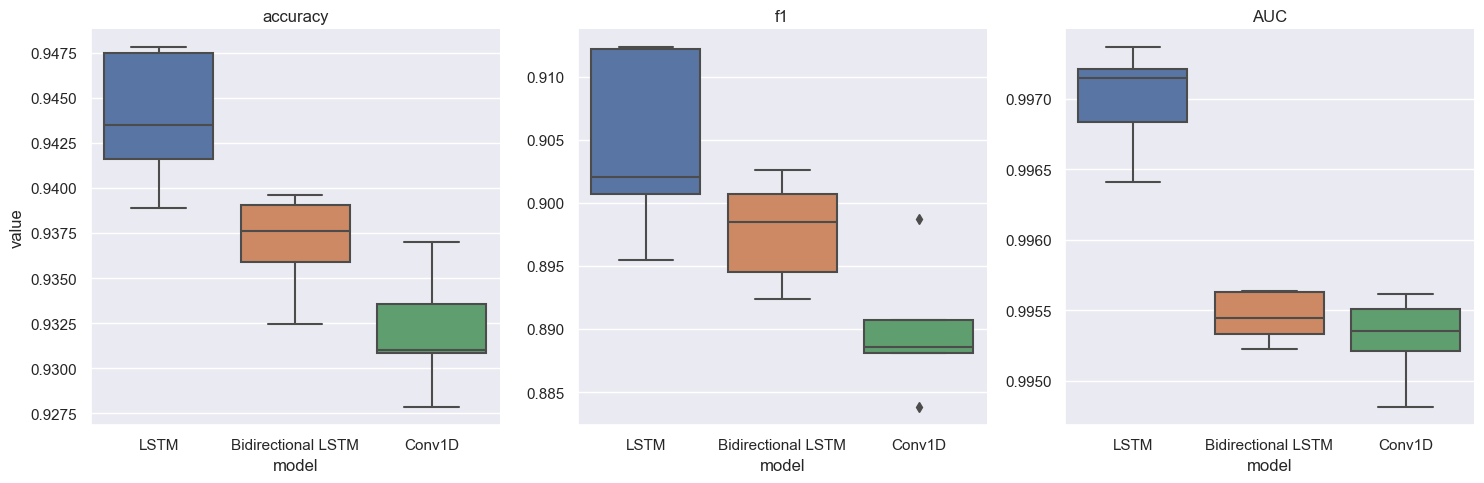 accuracy
value
0.9475
0.9450
0.9425
0.9400
0.9375
0.9350
0.9325
0.9300
0.9275
LSTM Bidirectional LSTM Conv1D
model
f1
0.910
0.905
0.900
0.895
0.890
0.885
LSTM Bidirectional LSTM Conv1D
model
AUC
0.9970
0.9965
0.9960
0.9955
0.9950
LSTM Bidirectional LSTM Conv1D
model